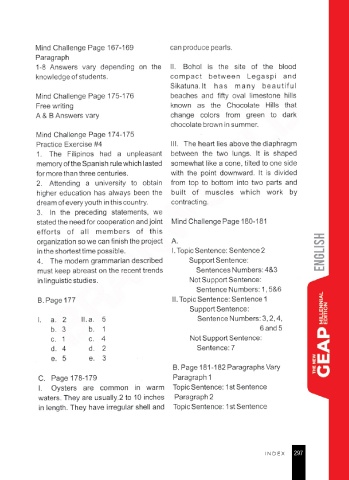 Mind Challenge Page 167-169
Paragraph
1-8 Answers vary depending on the
knowledge of students.
Mind Challenge Page 175-176
Free writing
A & B Answers vary
Mind Challenge Page 174-175
Practice Exercise #4
1. The Filipinos had a unpleasant
memory of the Spanish rule which lasted
for more than three centuries.
2. Attending a university to obtain
higher education has always been the
dream of every youth in this country.
3. In the preceding statements, we
stated the need for cooperation and joint
efforts of all members of this
organization so we can finish the project
in the shortest time possible.
4. The modern grammarian described
must keep abreast on the recent trends
in linguistic studies.
B. Page 177
I. a. 2 II. a. 5
b. 3 b. 1
c. 1 c. 4
d. 4 d. 2
e. 5 e. 3
C. Page 178-179
I. Oysters are common in warm
waters. They are usually 2 to 10 inches
in length. They have irregular shell and
can produce pearls.
II. Bohol is the site of the blood
compact between Legaspi and
Sikatuna. It has many beautiful
beaches and fifty oval limestone hills
known as the Chocolate Hills that
change colors from green to dark
chocolate brown in summer.
III. The heart lies above the diaphragm
between the two lungs. It is shaped
somewhat like a cone, tilted to one side
with the point downward. It is divided
from top to bottom into two parts and
built of muscles which work by
contracting.
Mind Challenge Page 180-181
A.
I. Topic Sentence: Sentence 2
Support Sentence:
Sentences Numbers: 4&3
Not Support Sentence:
Sentence Numbers: 1, 5&6
II. Topic Sentence: Sentence 1
Support Sentence:
Sentence Numbers: 3, 2, 4,
6 and 5
Not Support Sentence:
Sentence: 7
B. Page 181-182 Paragraphs Vary
Paragraph 1
Topic Sentence: 1st Sentence
Paragraph 2
Topic Sentence: 1st Sentence
ENGLISH
THE NEW
GEAP MILLENNIAL
EDITION
INDEX 297